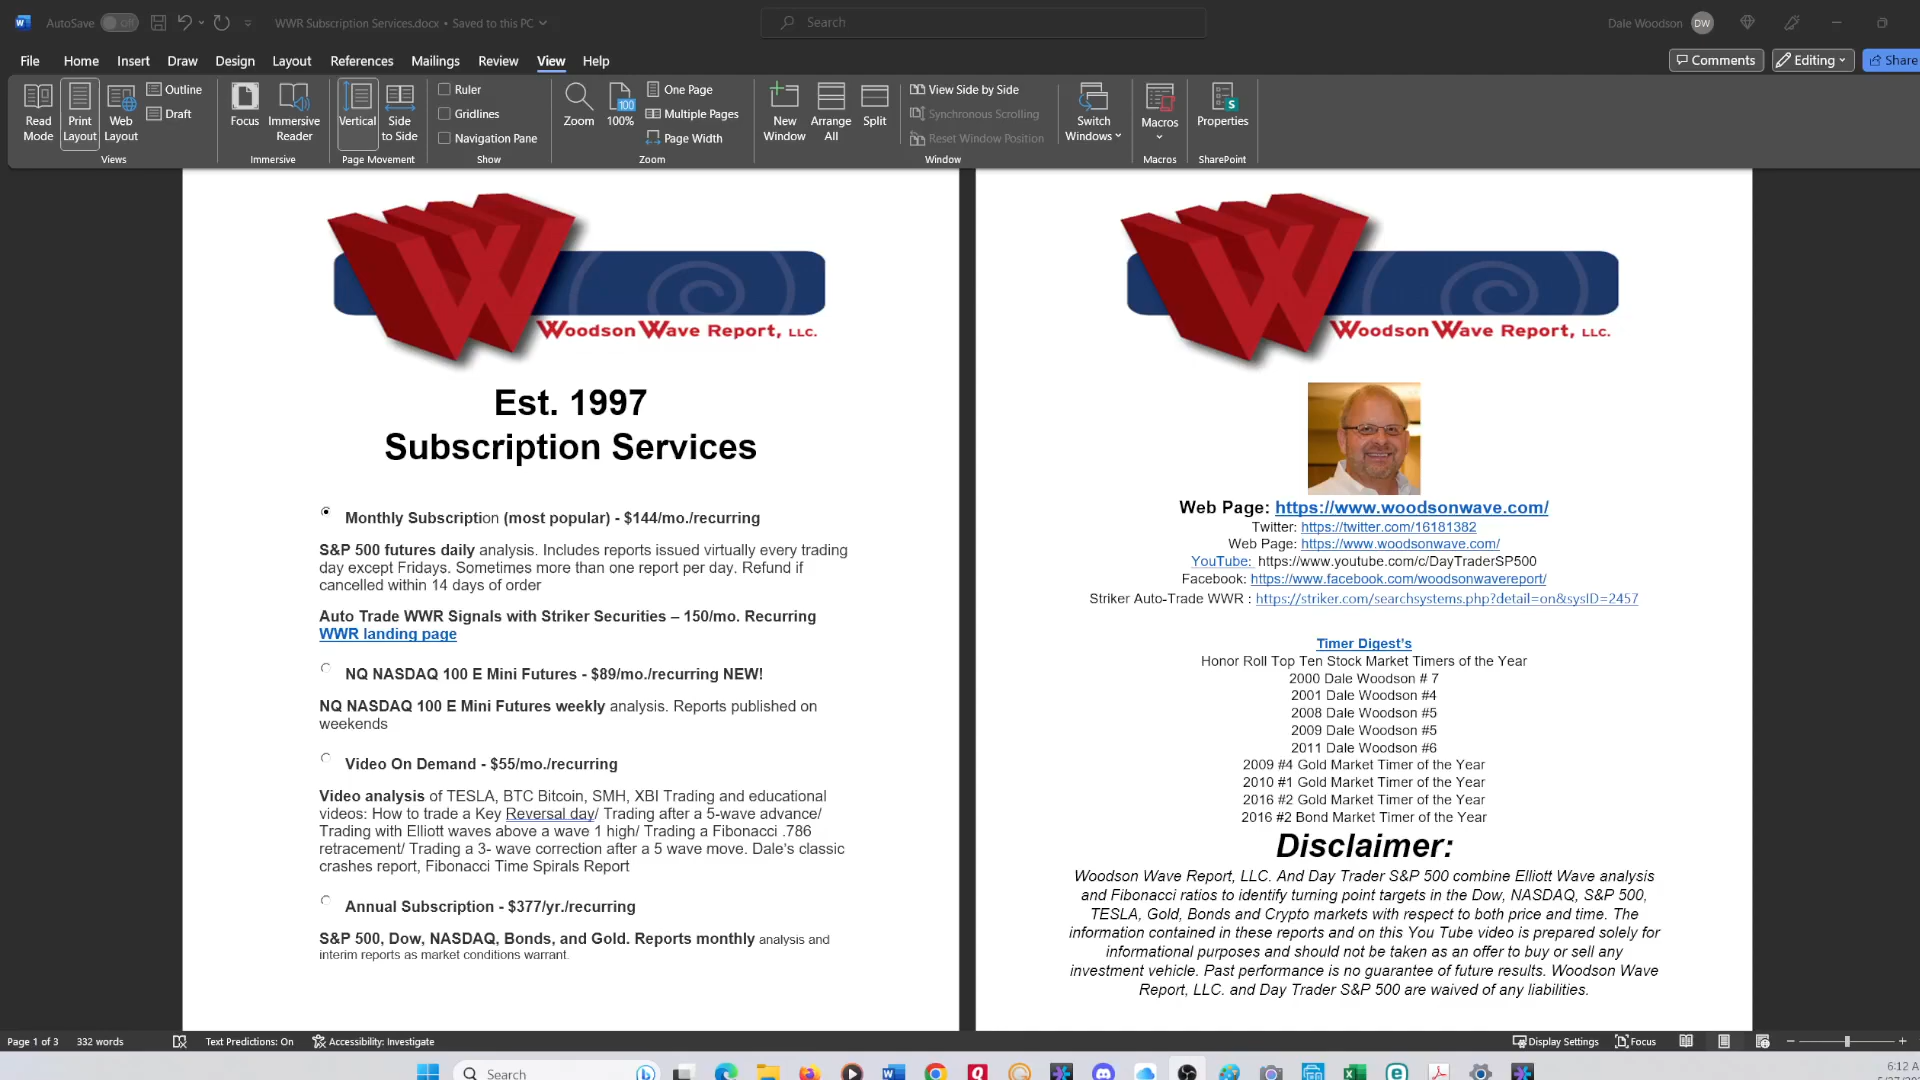 AutoSave Off WWR Subscription Services.docx • Saved to this PC Search Dale Woodson DW
File Home Insert Draw Design Layout References Mailings Review View Help Comments Editing Share
Read Mode
Print Layout
Web Layout
Outline
Draft
Views
Focus
Immersive Reader
Immersive
Vertical
Side to Side
Page Movement
Ruler
Gridlines
Navigation Pane
Show
Zoom
100
100%
One Page
Multiple Pages
Page Width
Zoom
New Window
Arrange All
Split
View Side by Side
Synchronous Scrolling
Reset Window Position
Window
Switch Windows
Macros
Macros
Properties
SharePoint
Woodson Wave Report, LLC.
Est. 1997
Subscription Services
Monthly Subscription (most popular) - $144/mo./recurring
S&P 500 futures daily analysis. Includes reports issued virtually every trading
day except Fridays. Sometimes more than one report per day. Refund if
cancelled within 14 days of order
Auto Trade WWR Signals with Striker Securities – 150/mo. Recurring
WWR landing page
NQ NASDAQ 100 E Mini Futures - $89/mo./recurring NEW!
NQ NASDAQ 100 E Mini Futures weekly analysis. Reports published on
weekends
Video On Demand - $55/mo./recurring
Video analysis of TESLA, BTC Bitcoin, SMH, XBI Trading and educational
videos: How to trade a Key Reversal day/ Trading after a 5-wave advance/
Trading with Elliott waves above a wave 1 high/ Trading a Fibonacci .786
retracement/ Trading a 3- wave correction after a 5 wave move. Dale's classic
crashes report, Fibonacci Time Spirals Report
Annual Subscription - $377/yr./recurring
S&P 500, Dow, NASDAQ, Bonds, and Gold. Reports monthly analysis and
interim reports as market conditions warrant.
Woodson Wave Report, LLC.
Web Page: https://www.woodsonwave.com/
Twitter: https://twitter.com/16181382
Web Page: https://www.woodsonwave.com/
YouTube: https://www.youtube.com/c/DayTraderSP500
Facebook: https://www.facebook.com/woodsonwavereport/
Striker Auto-Trade WWR : https://striker.com/searchsystems.php?detail=on&sysID=2457
Timer Digest's
Honor Roll Top Ten Stock Market Timers of the Year
2000 Dale Woodson # 7
2001 Dale Woodson #4
2008 Dale Woodson #5
2009 Dale Woodson #5
2011 Dale Woodson #6
2009 #4 Gold Market Timer of the Year
2010 #1 Gold Market Timer of the Year
2016 #2 Gold Market Timer of the Year
2016 #2 Bond Market Timer of the Year
Disclaimer:
Woodson Wave Report, LLC. And Day Trader S&P 500 combine Elliott Wave analysis
and Fibonacci ratios to identify turning point targets in the Dow, NASDAQ, S&P 500,
TESLA, Gold, Bonds and Crypto markets with respect to both price and time. The
information contained in these reports and on this You Tube video is prepared solely for
informational purposes and should not be taken as an offer to buy or sell any
investment vehicle. Past performance is no guarantee of future results. Woodson Wave
Report, LLC. and Day Trader S&P 500 are waived of any liabilities.
Page 1 of 3 332 words Text Predictions: On Accessibility: Investigate Display Settings Focus
Search 6:12 A